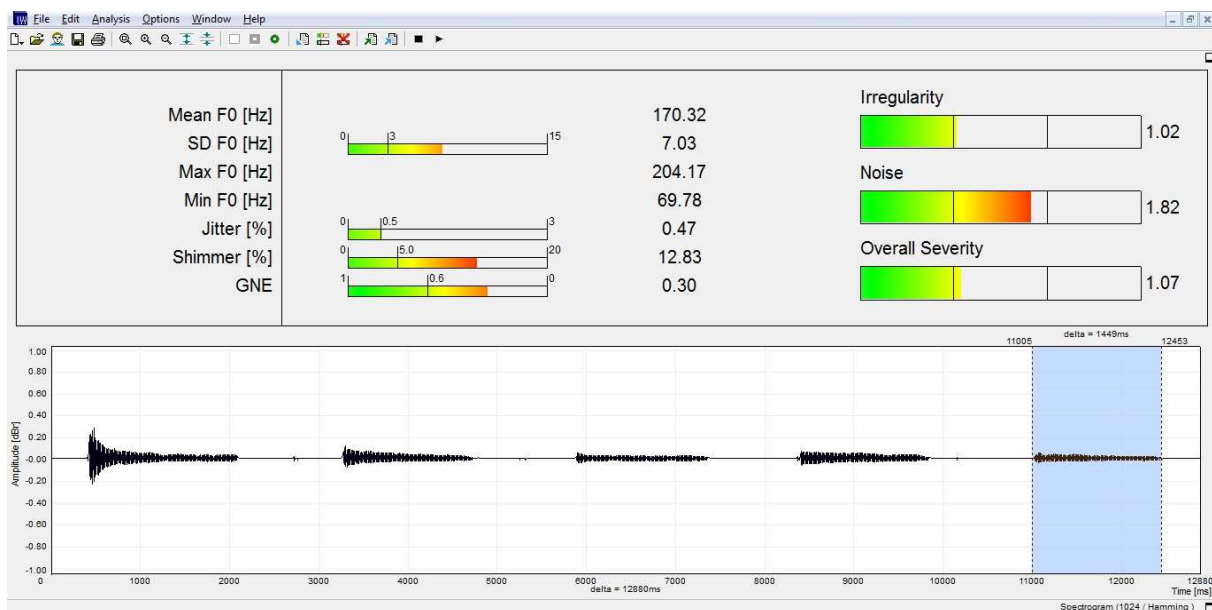 File Edit Analysis Options Window Help
Irregularity
Mean F0 [Hz] 170.32
1.02
SD F0 [Hz] 0 3 15 7.03
Max F0 [Hz] 204.17 Noise
Min F0 [Hz] 69.78
1.82
Jitter [%] 0 0.5 3 0.47
Shimmer [%] 0 5.0 20 12.83 Overall Severity
GNE 1 0.6 0 0.30 1.07
delta = 1449ms
11005 12453
1.00
0.80
0.60
0.40
0.20
-0.00
-0.20
-0.40
-0.60
-0.80
-1.00
Amplitude [dBr]
0 1000 2000 3000 4000 5000 6000 7000 8000 9000 10000 11000 12000 12880
delta = 12880ms Time [ms]
Spectrogram (1024 / Hamming )